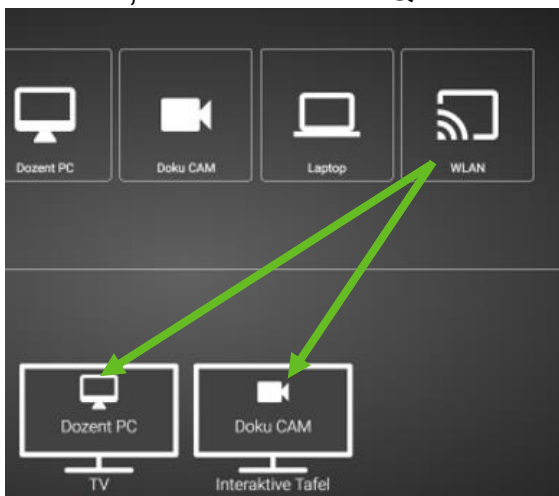 Dozent PC
Doku CAM
Laptop
WLAN
Dozent PC
Doku CAM
TV
Interaktive Tafel